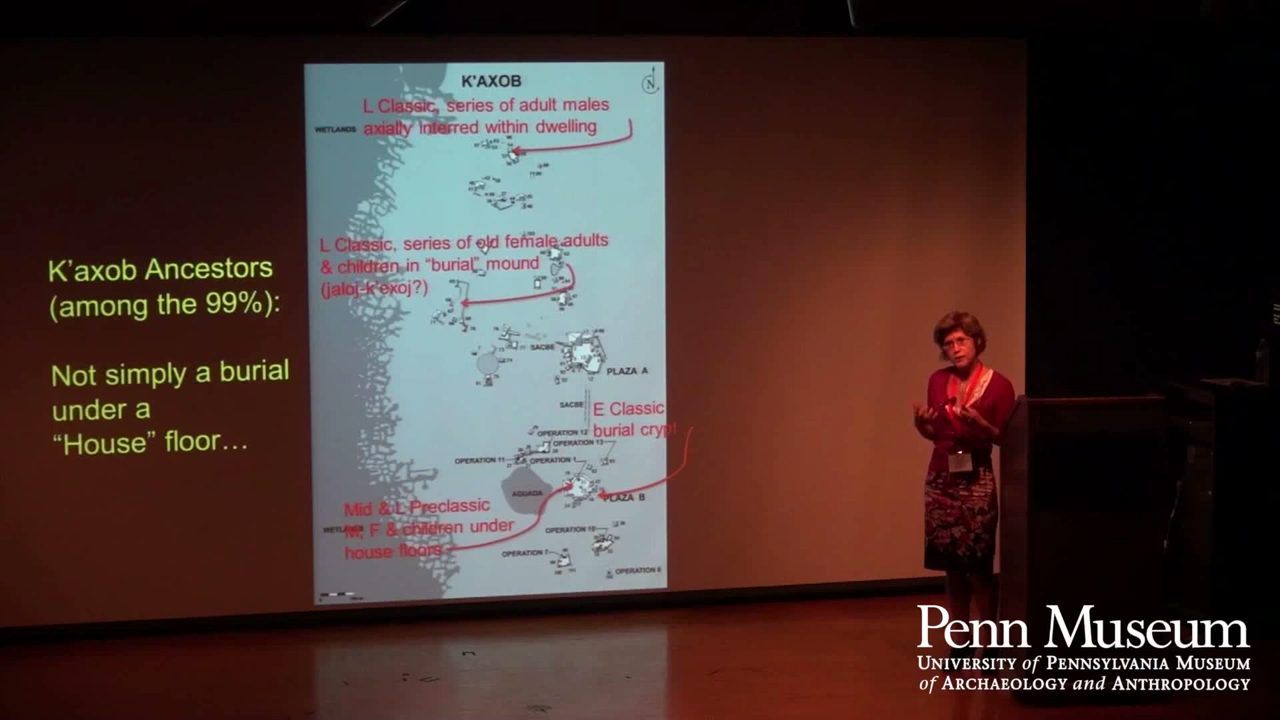 K'axob Ancestors
(among the 99%):
Not simply a burial
under a
“House” floor…
K'AXOB
N
L Classic, series of adult males
WETLANDS axially interred within dwelling
L Classic, series of old female adults
& children in “burial” mound
(jaloj-k'exoj?)
SACBE
PLAZA A
SACBE
E Classic
burial crypt
OPERATION 12
OPERATION 13
OPERATION 11
OPERATION 1
AGUADA
PLAZA B
Mid & L Preclassic
M, F & children under
house floors
OPERATION 10
OPERATION 7
OPERATION 6
Penn Museum
UNIVERSITY of PENNSYLVANIA MUSEUM
of ARCHAEOLOGY and ANTHROPOLOGY